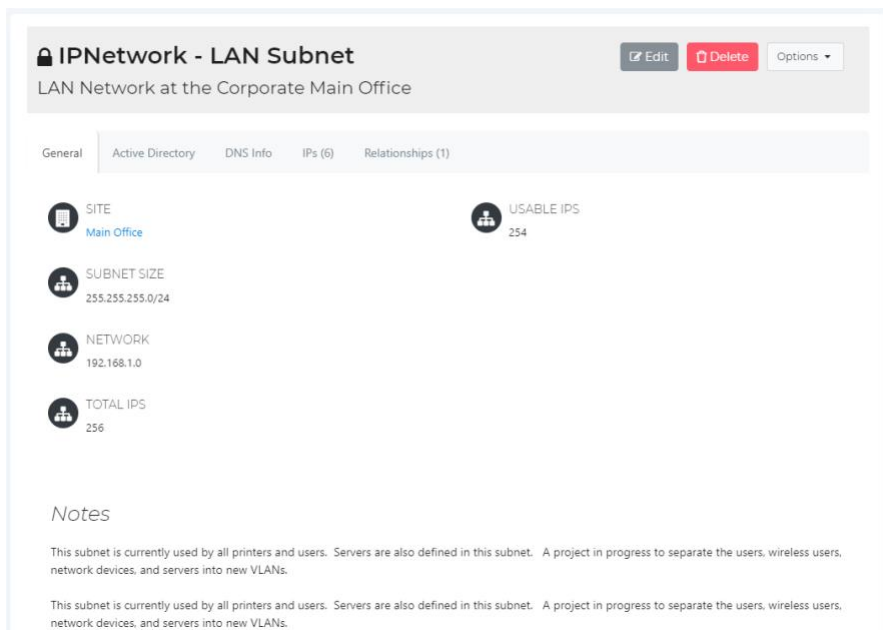 IPNetwork - LAN Subnet
Edit Delete Options
LAN Network at the Corporate Main Office
General Active Directory DNS Info IPs (6) Relationships (1)
SITE
Main Office
USABLE IPS
254
SUBNET SIZE
255.255.255.0/24
NETWORK
192.168.1.0
TOTAL IPS
256
Notes
This subnet is currently used by all printers and users. Servers are also defined in this subnet. A project in progress to separate the users, wireless users,
network devices, and servers into new VLANs.
This subnet is currently used by all printers and users. Servers are also defined in this subnet. A project in progress to separate the users, wireless users,
network devices, and servers into new VLANs.